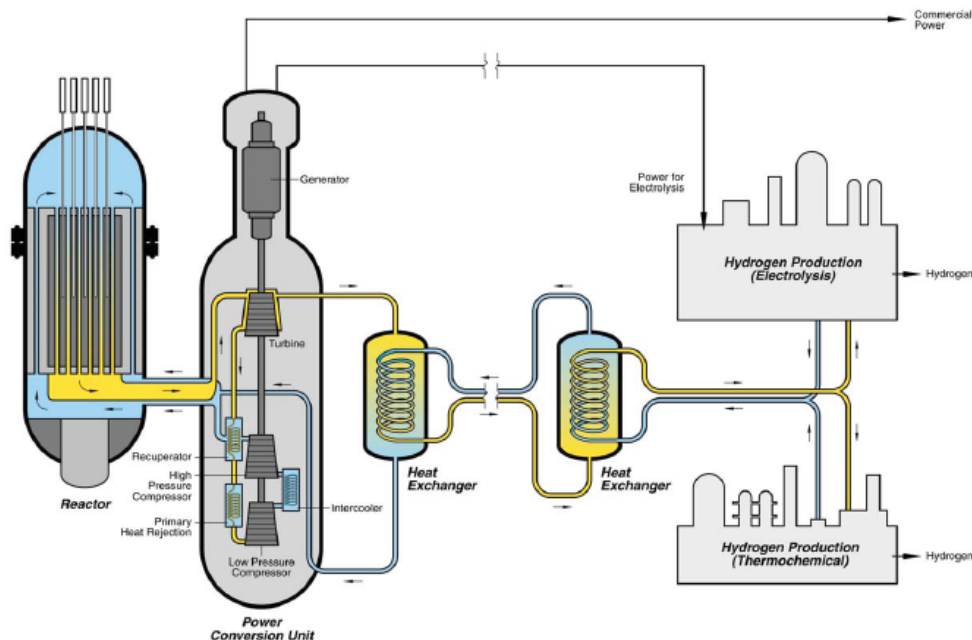 Commercial
Power
Generator
Power for
Electrolysis
Hydrogen Production
(Electrolysis)
Hydrogen
Turbine
Recuperator
High
Pressure
Compressor
Intercooler
Primary
Heat Rejection
Low Pressure
Compressor
Reactor
Power
Conversion Unit
Heat
Exchanger
Heat
Exchanger
Hydrogen Production
(Thermochemical)
Hydrogen